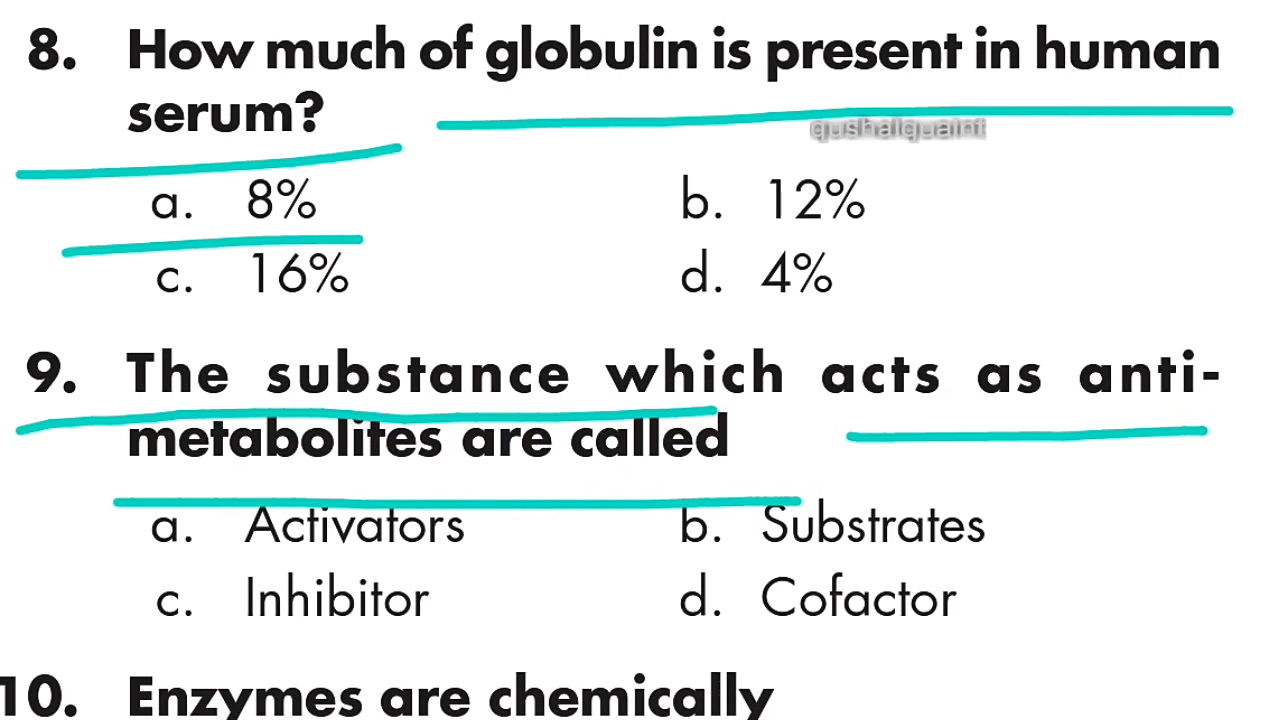 8. How much of globulin is present in human
serum?
qushalquaint
a. 8% b. 12%
c. 16% d. 4%
9. The substance which acts as anti-
metabolites are called
a. Activators b. Substrates
c. Inhibitor d. Cofactor
10. Enzymes are chemically